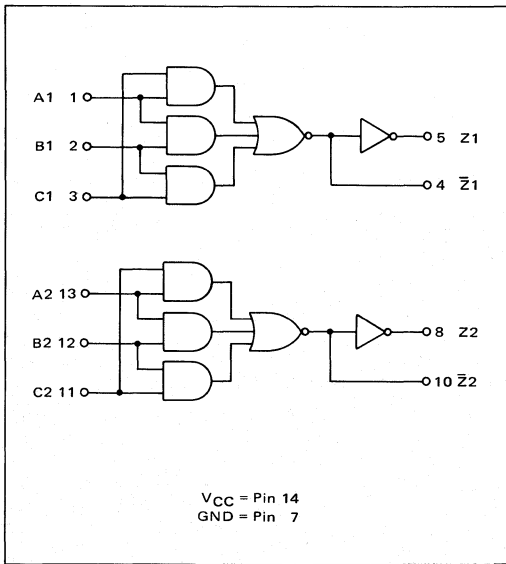 A1 1
5 Z1
B1 2
4 Z̄1
C1 3
A2 13
8 Z2
B2 12
10 Z̄2
C2 11
VCC = Pin 14
GND = Pin 7